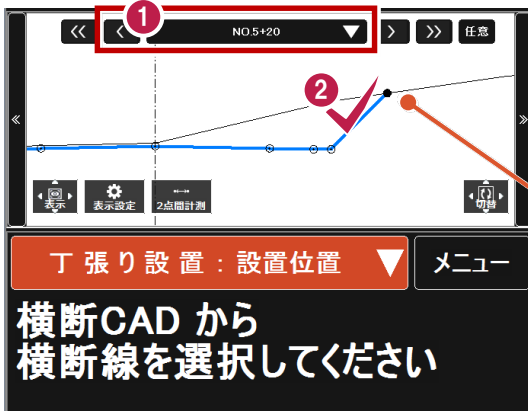 1
<< < NO.5+20 ▼ > >> 任意
2
« »
表示 表示設定 2点間計測 切替
丁張り設置:設置位置 ▼ メニュー
横断CAD から
横断線を選択してください